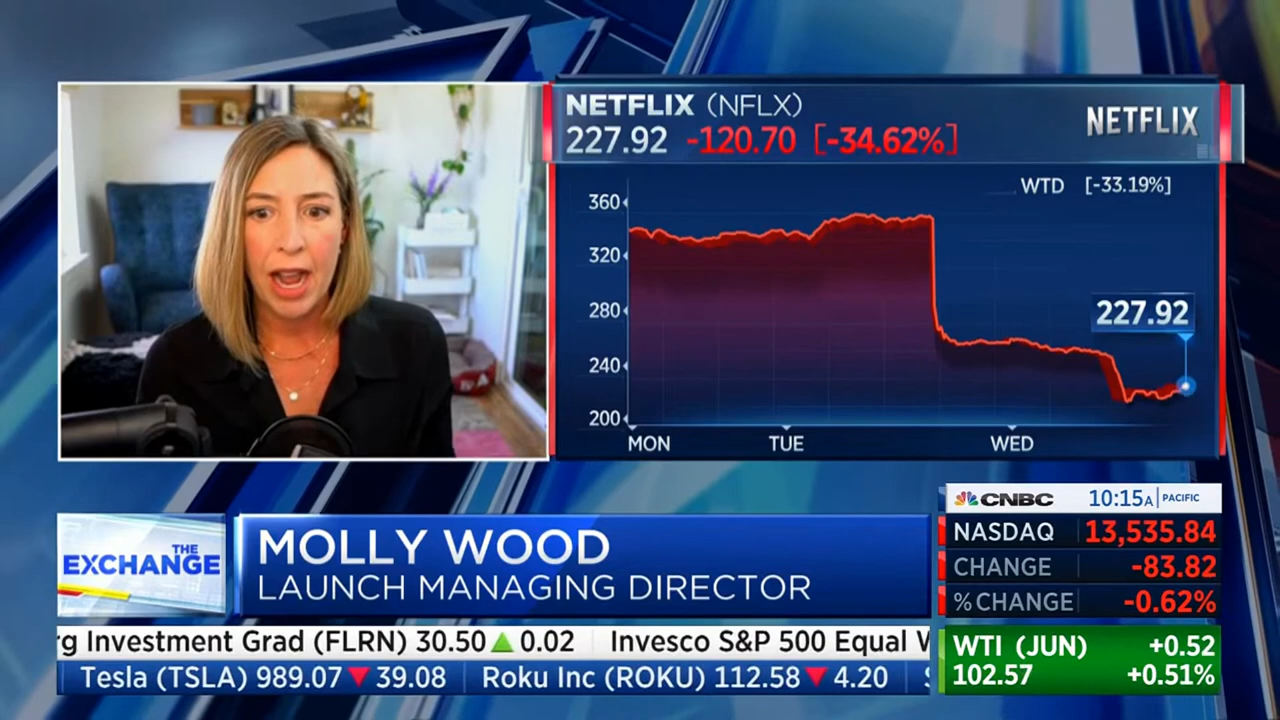 NETFLIX (NFLX)
227.92 -120.70 [-34.62%]
NETFLIX
WTD [-33.19%]
360
320
280
240
200
227.92
MON TUE WED
THE EXCHANGE
MOLLY WOOD
LAUNCH MANAGING DIRECTOR
CNBC 10:15A PACIFIC
NASDAQ 13,535.84
CHANGE -83.82
% CHANGE -0.62%
WTI (JUN) +0.52
102.57 +0.51%
g Investment Grad (FLRN) 30.50▲0.02 Invesco S&P 500 Equal
Tesla (TSLA) 989.07▼39.08 Roku Inc (ROKU) 112.58▼4.20